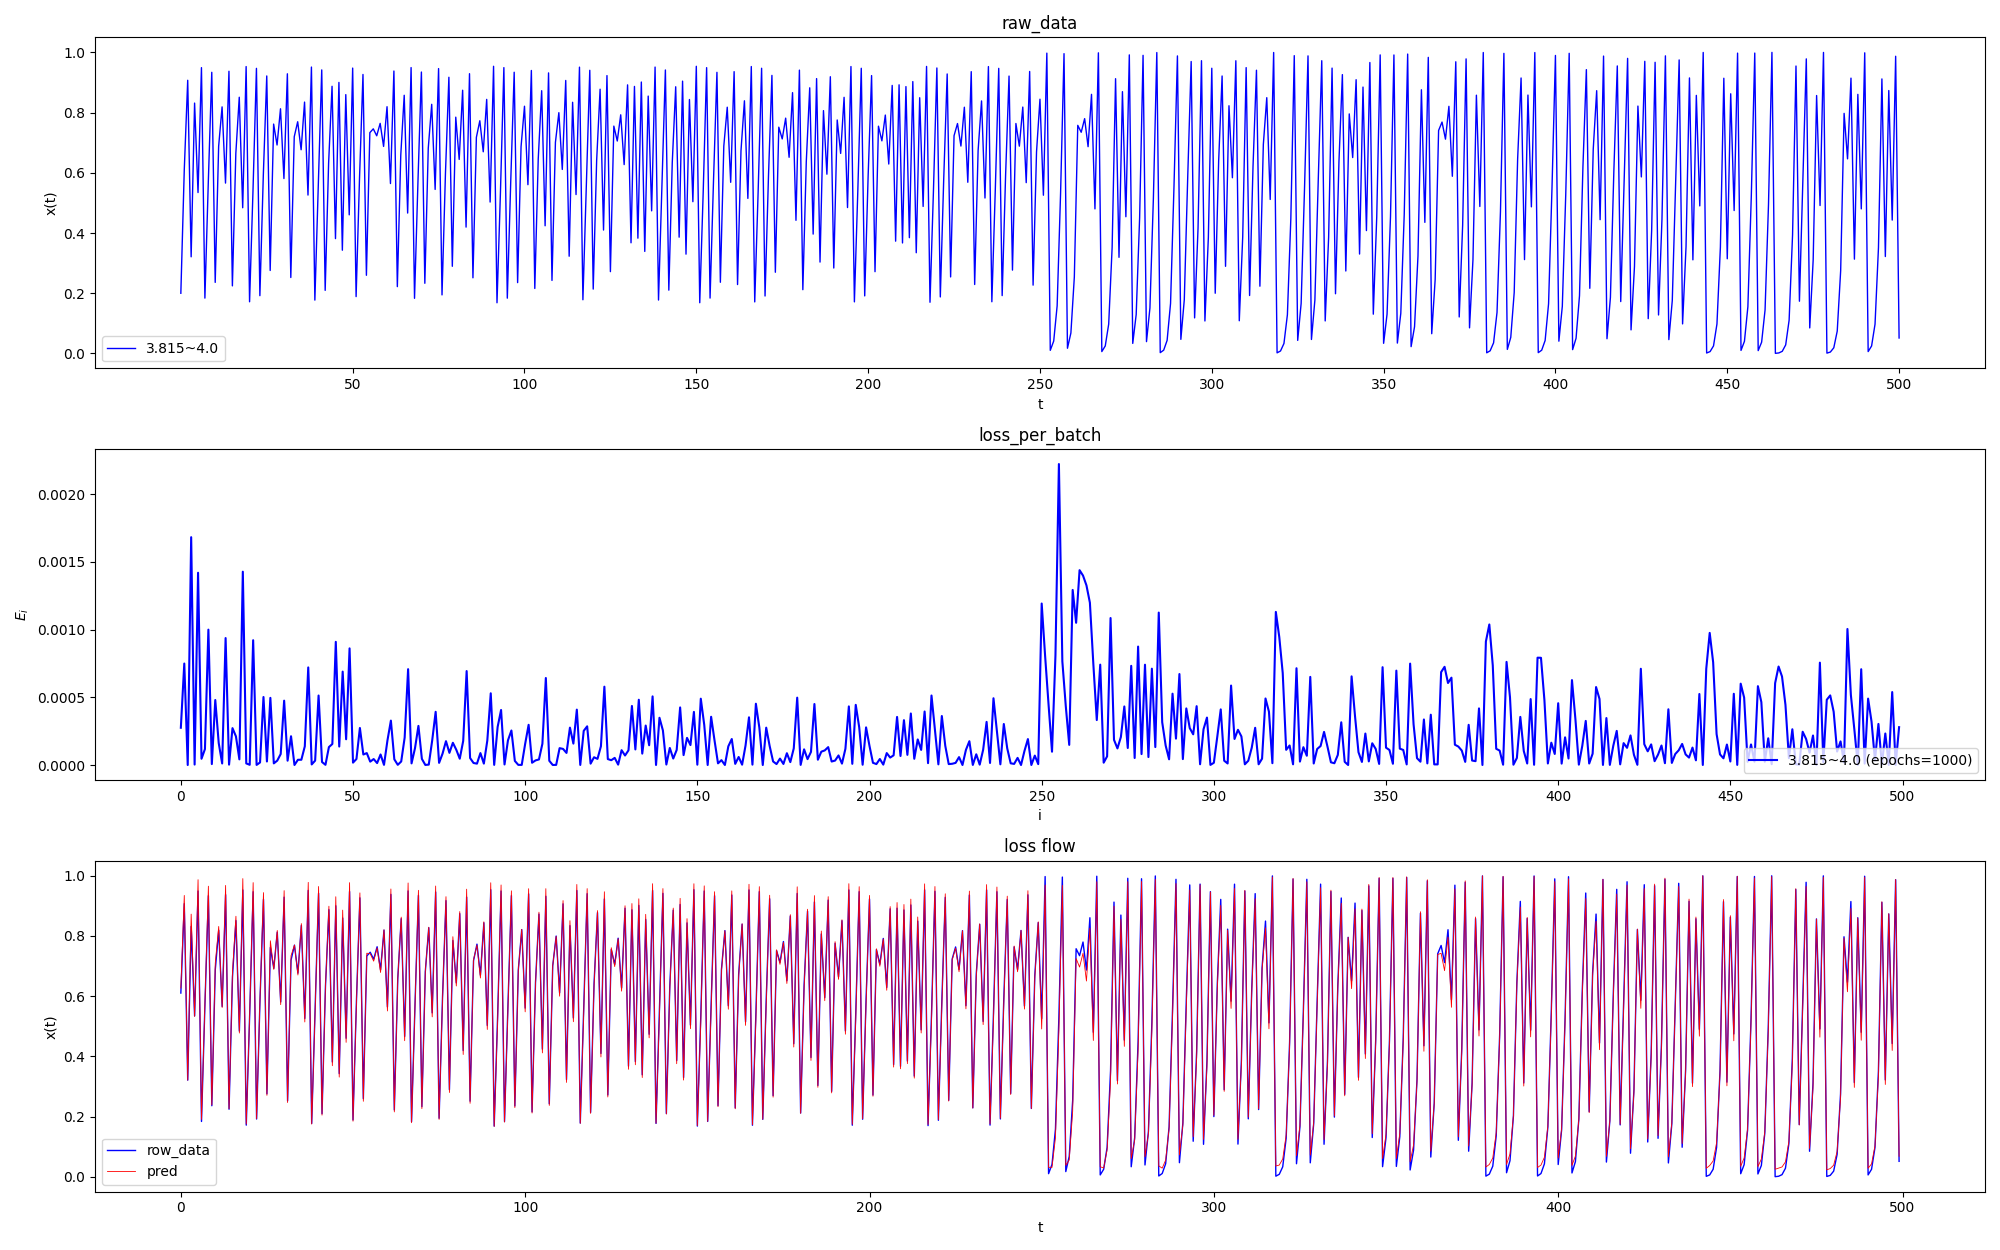 raw_data
1.0
0.8
0.6
0.4
0.2
0.0
x(t)
3.815~4.0
50 100 150 200 250 300 350 400 450 500
t
loss_per_batch
0.0020
0.0015
0.0010
0.0005
0.0000
E_i
3.815~4.0 (epochs=1000)
0 50 100 150 200 250 300 350 400 450 500
i
loss flow
1.0
0.8
0.6
0.4
0.2
0.0
x(t)
row_data
pred
0 100 200 300 400 500
t